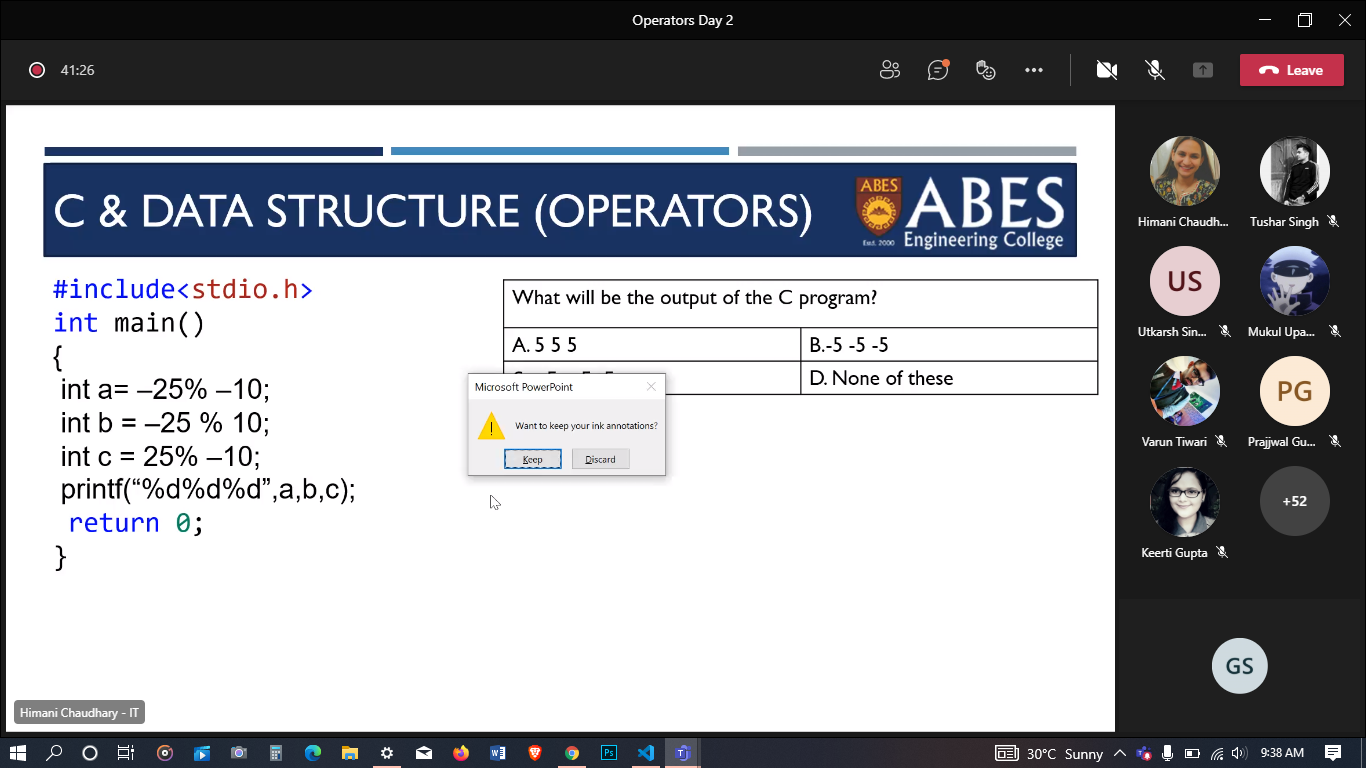 Operators Day 2
41:26
Leave
C & DATA STRUCTURE (OPERATORS)
ABES
Estd. 2000
ABES
Engineering College
#include<stdio.h>
int main()
{
int a= –25% –10;
int b = –25 % 10;
int c = 25% –10;
printf(“%d%d%d”,a,b,c);
return 0;
}
What will be the output of the C program?
A. 5 5 5
B.-5 -5 -5
D. None of these
Microsoft PowerPoint
Want to keep your ink annotations?
Keep
Discard
Himani Chaudh...
Tushar Singh
US
Utkarsh Sin...
Mukul Upa...
Varun Tiwari
PG
Prajjwal Gu...
Keerti Gupta
+52
GS
Himani Chaudhary - IT
Ps
30°C Sunny
9:38 AM